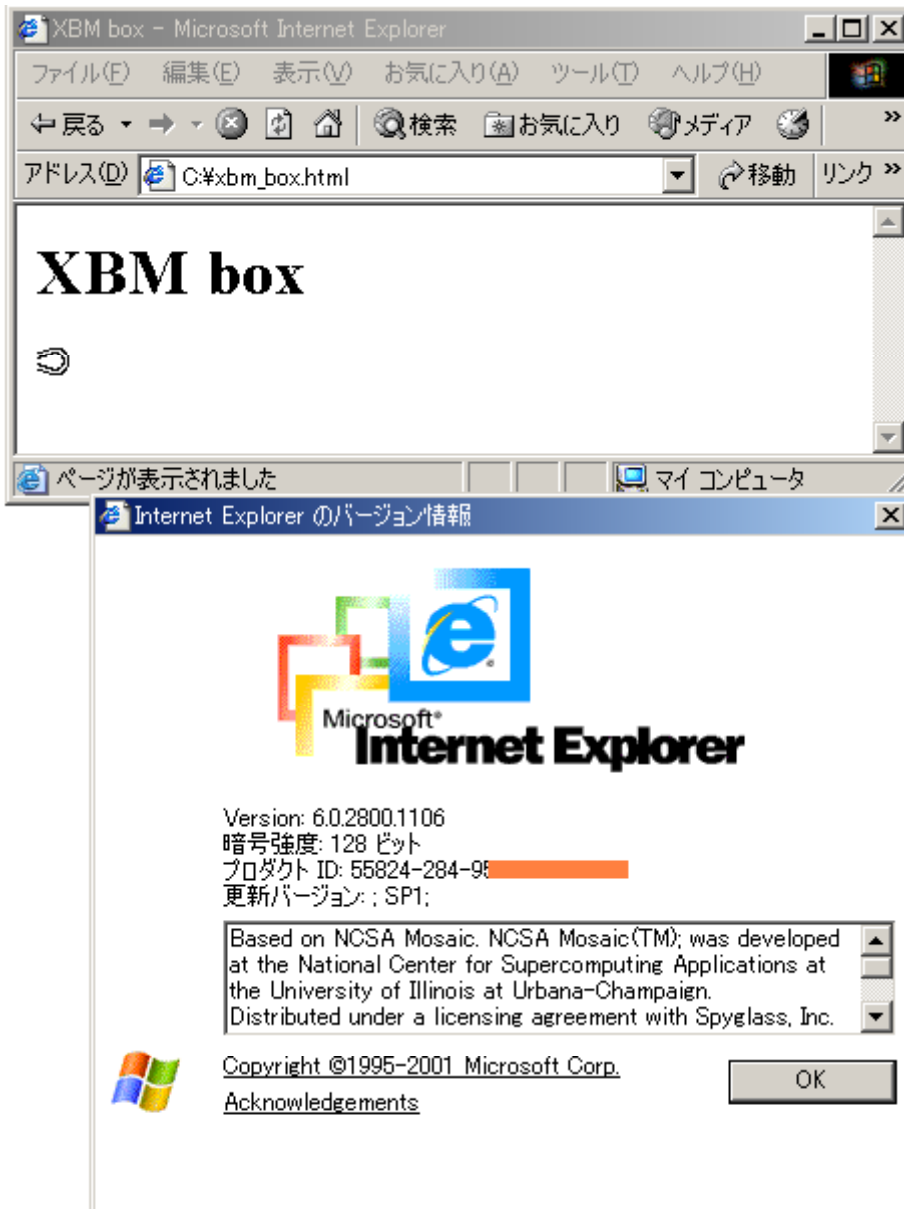 XBM box - Microsoft Internet Explorer
ファイル(F) 編集(E) 表示(V) お気に入り(A) ツール(T) ヘルプ(H)
戻る 検索 お気に入り メディア »
アドレス(D) C:¥xbm_box.html 移動 リンク »
XBM box
ページが表示されました マイ コンピュータ
Internet Explorer のバージョン情報
Microsoft®
Internet Explorer
Version: 6.0.2800.1106
暗号強度: 128 ビット
プロダクト ID: 55824-284-95
更新バージョン: ; SP1;
Based on NCSA Mosaic. NCSA Mosaic(TM); was developed
at the National Center for Supercomputing Applications at
the University of Illinois at Urbana-Champaign.
Distributed under a licensing agreement with Spyglass, Inc.
Copyright ©1995-2001 Microsoft Corp.
OK
Acknowledgements